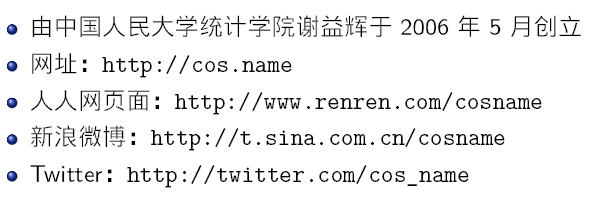 由中国人民大学统计学院谢益辉于 2006 年 5 月创立
网址：http://cos.name
人人网页面：http://www.renren.com/cosname
新浪微博：http://t.sina.com.cn/cosname
Twitter：http://twitter.com/cos_name